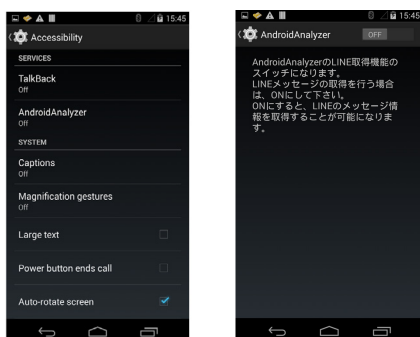 15:45
Accessibility
SERVICES
TalkBack
Off
AndroidAnalyzer
Off
SYSTEM
Captions
Off
Magnification gestures
Off
Large text
Power button ends call
Auto-rotate screen
15:45
AndroidAnalyzer
OFF
AndroidAnalyzerのLINE取得機能の
スイッチになります。
LINEメッセージの取得を行う場合
は、ONにして下さい。
ONにすると、LINEのメッセージ情
報を取得することが可能になりま
す。